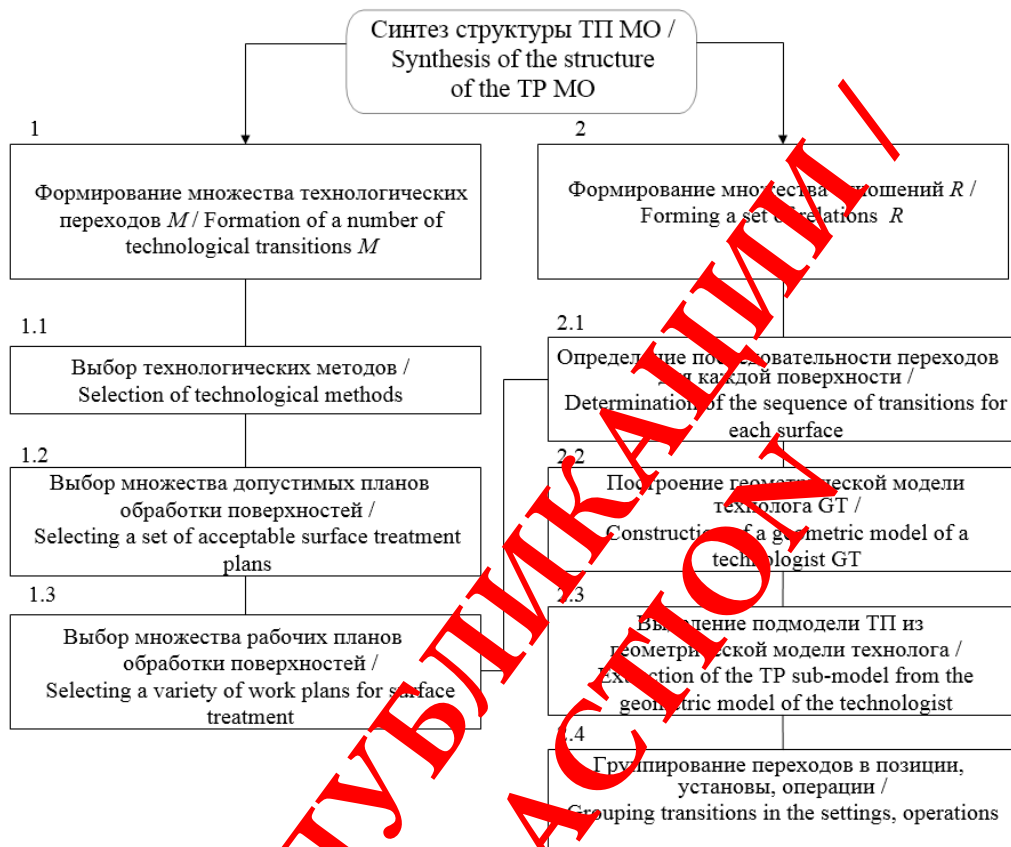 Синтез структуры ТП МО /
Synthesis of the structure
of the TP MO
1
Формирование множества технологических
переходов M / Formation of a number of
technological transitions M
1.1
Выбор технологических методов /
Selection of technological methods
1.2
Выбор множества допустимых планов
обработки поверхностей /
Selecting a set of acceptable surface treatment
plans
1.3
Выбор множества рабочих планов
обработки поверхностей /
Selecting a variety of work plans for surface
treatment
2
Формирование множества отношений R /
Forming a set of relations R
2.1
Определение последовательности переходов
для каждой поверхности /
Determination of the sequence of transitions for
each surface
2.2
Построение геометрической модели
технолога GT /
Construction of a geometric model of a
technologist GT
2.3
Выделение подмодели ТП из
геометрической модели технолога /
Extraction of the TP sub-model from the
geometric model of the technologist
2.4
Группирование переходов в позиции,
установы, операции /
Grouping transitions in the settings, operations
УБЛИКАЦИИ /
ASTION